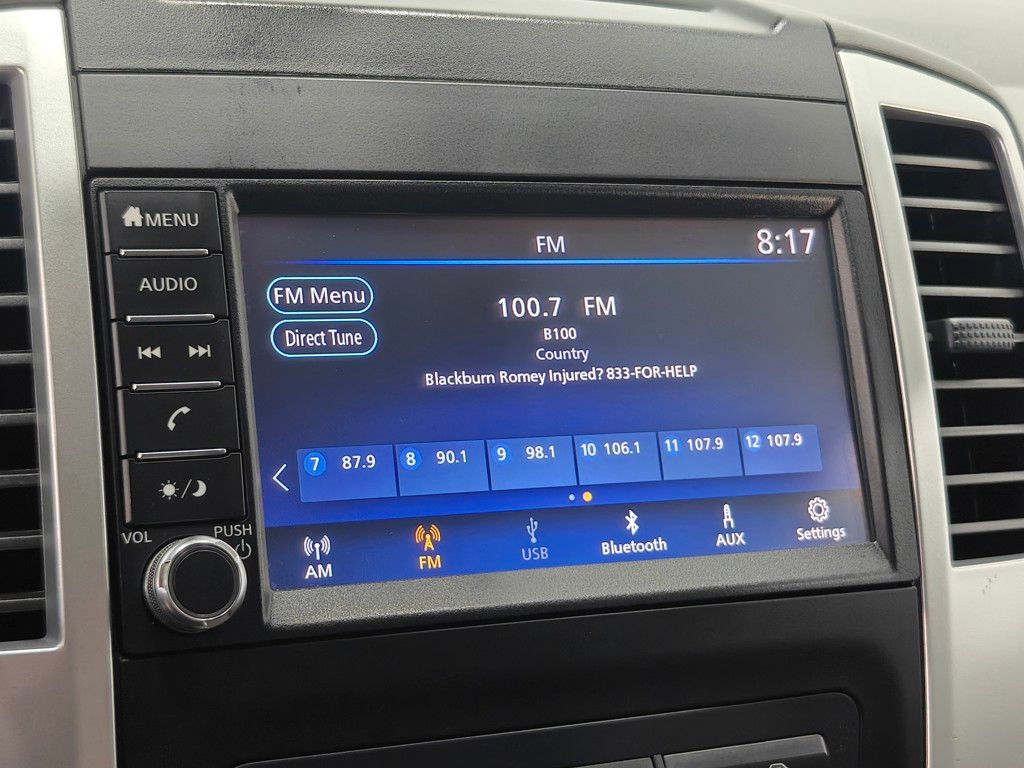 MENU
AUDIO
VOL
PUSH
FM
8:17
FM Menu
Direct Tune
100.7 FM
B100
Country
Blackburn Romey Injured? 833-FOR-HELP
7 87.9
8 90.1
9 98.1
10 106.1
11 107.9
12 107.9
AM
FM
USB
Bluetooth
AUX
Settings